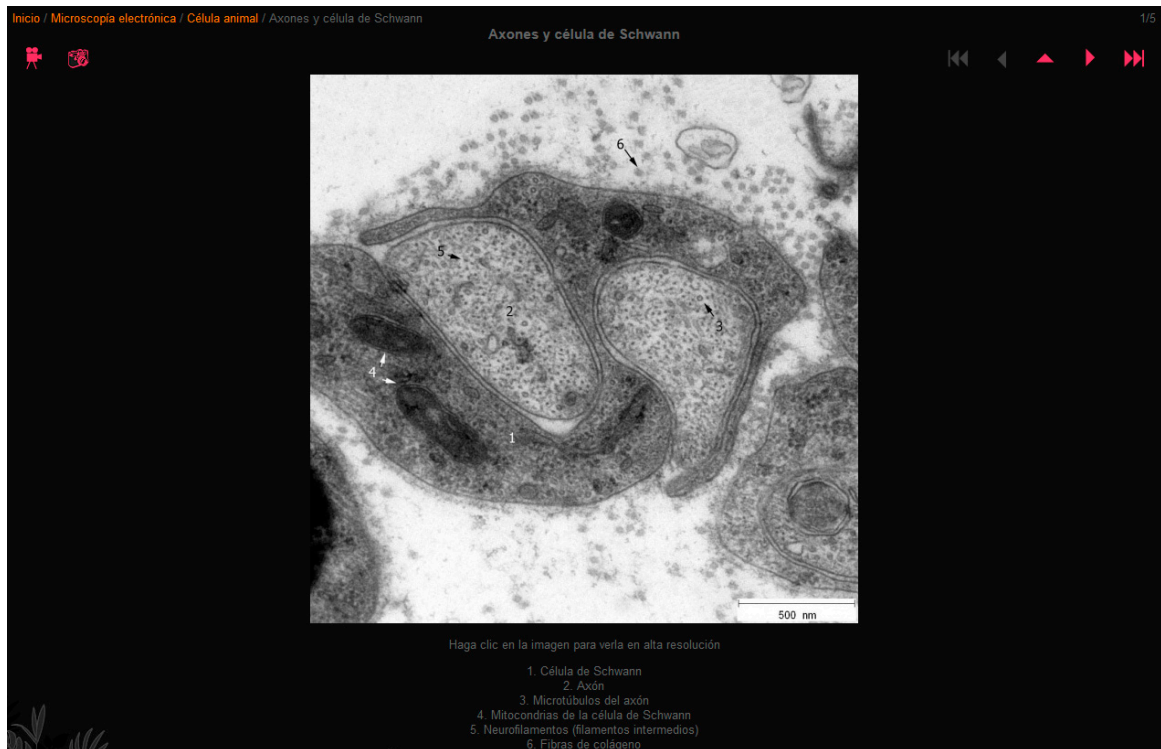 Inicio / Microscopía electrónica / Célula animal / Axones y célula de Schwann
1/5
Axones y célula de Schwann
6
5
2
3
4
1
500 nm
Haga clic en la imagen para verla en alta resolución
1. Célula de Schwann
2. Axón
3. Microtúbulos del axón
4. Mitocondrias de la célula de Schwann
5. Neurofilamentos (filamentos intermedios)
6. Fibras de colágeno